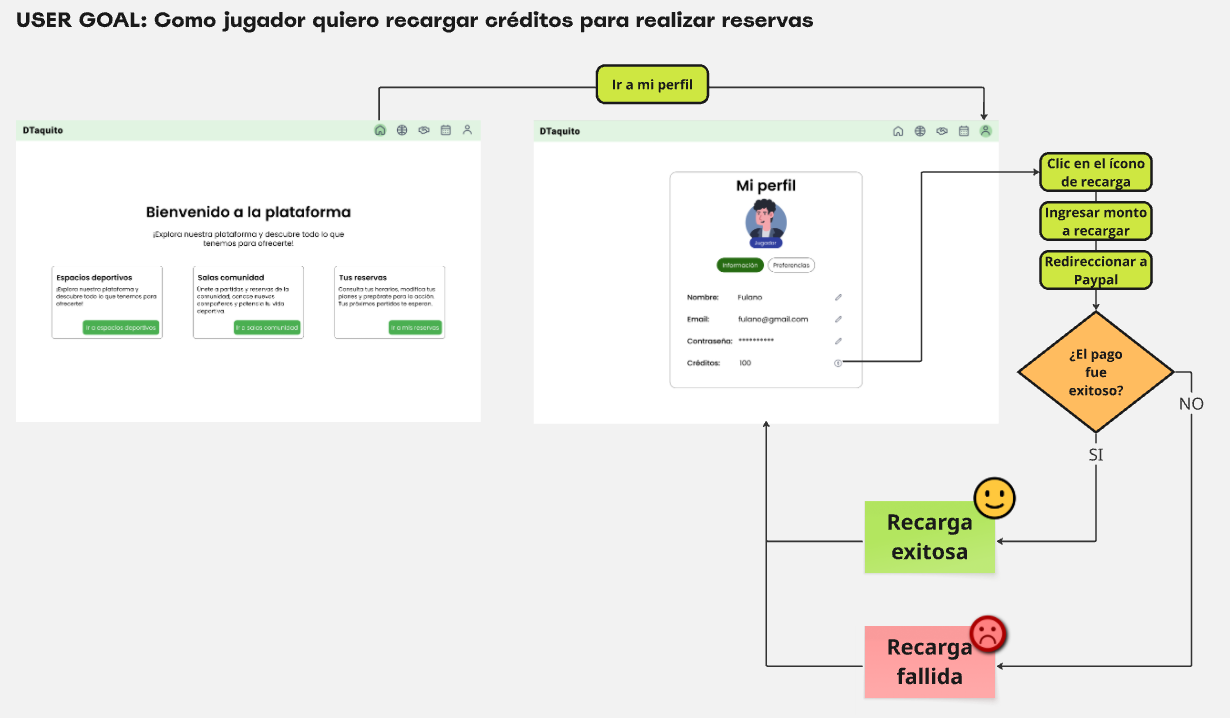 USER GOAL: Como jugador quiero recargar créditos para realizar reservas
Ir a mi perfil
DTaquito
Bienvenido a la plataforma
¡Explora nuestra plataforma y descubre todo lo que
tenemos para ofrecerte!
Espacios deportivos
¡Explora nuestra plataforma y
descubre todo lo que tenemos para
ofrecerte!
Ir a espacios deportivos
Salas comunidad
Únete a partidas y reservas de la
comunidad, conoce nuevos
compañeros y potencia tu vida
deportiva
Ir a salas comunidad
Tus reservas
Consulta tus horarios, modifica tus
planes y prepárate para la acción.
Tus próximos partidos te esperan.
Ir a mis reservas
DTaquito
Mi perfil
Jugador
Información
Preferencias
Nombre: Fulano
Email: fulano@gmail.com
Contraseña: **********
Créditos: 100
Clic en el ícono
de recarga
Ingresar monto
a recargar
Redireccionar a
Paypal
¿El pago
fue
exitoso?
NO
SI
Recarga
exitosa
Recarga
fallida